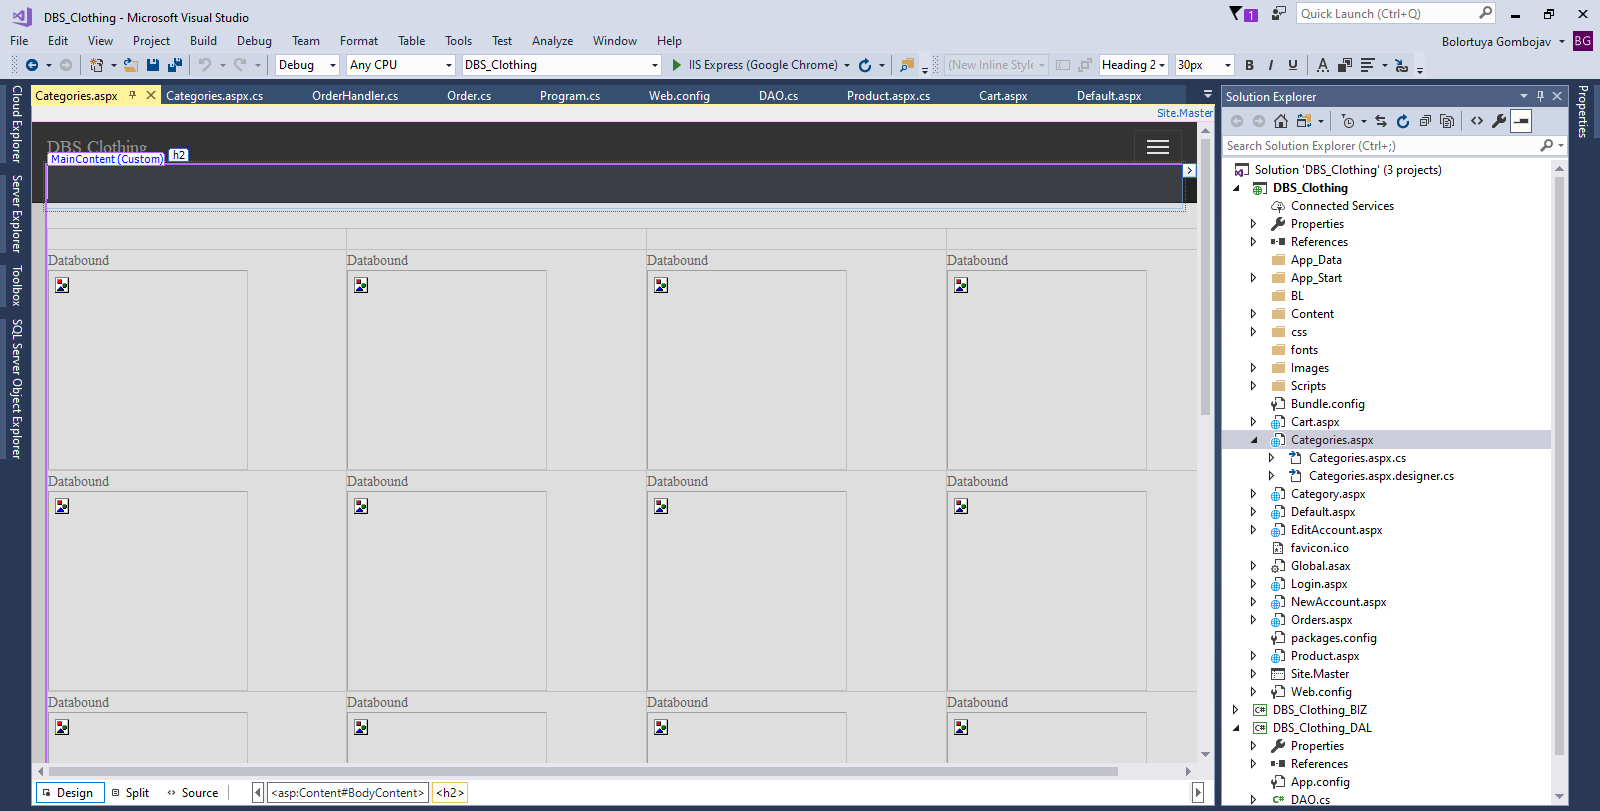 DBS_Clothing - Microsoft Visual Studio
1
Quick Launch (Ctrl+Q)
File Edit View Project Build Debug Team Format Table Tools Test Analyze Window Help
Bolortuya Gombojav BG
Debug Any CPU DBS_Clothing IIS Express (Google Chrome) (New Inline Style Heading 2 30px B I U A
Cloud Explorer
Server Explorer
Toolbox
SQL Server Object Explorer
Categories.aspx Categories.aspx.cs OrderHandler.cs Order.cs Program.cs Web.config DAO.cs Product.aspx.cs Cart.aspx Default.aspx
Site.Master
DBS_Clothing
MainContent (Custom) h2
Databound Databound Databound Databound
Databound Databound Databound Databound
Databound Databound Databound Databound
Design Split Source <asp:Content#BodyContent> <h2>
Solution Explorer
Search Solution Explorer (Ctrl+;)
Solution 'DBS_Clothing' (3 projects)
DBS_Clothing
Connected Services
Properties
References
App_Data
App_Start
BL
Content
css
fonts
Images
Scripts
Bundle.config
Cart.aspx
Categories.aspx
Categories.aspx.cs
Categories.aspx.designer.cs
Category.aspx
Default.aspx
EditAccount.aspx
favicon.ico
Global.asax
Login.aspx
NewAccount.aspx
Orders.aspx
packages.config
Product.aspx
Site.Master
Web.config
C# DBS_Clothing_BIZ
C# DBS_Clothing_DAL
Properties
References
App.config
C# DAO.cs
Properties